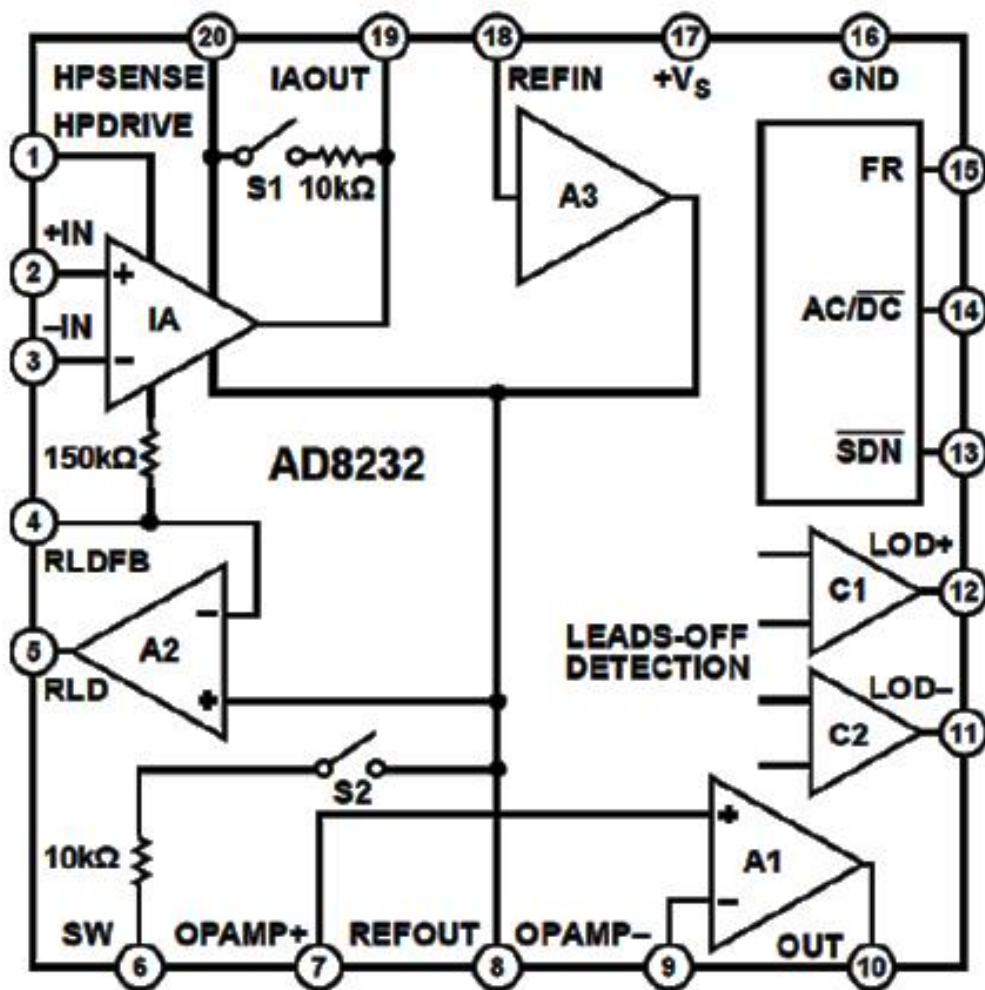 20
19
18
17
16
HPSENSE
IAOUT
REFIN
+VS
GND
HPDRIVE
1
S1
10kΩ
A3
FR
15
+IN
2
+
IA
–IN
3
–
AC/DC
14
150kΩ
AD8232
SDN
13
4
RLDFB
LOD+
C1
12
–
A2
5
RLD
+
LEADS-OFF
DETECTION
LOD–
C2
11
S2
10kΩ
+
A1
–
SW
OPAMP+
REFOUT
OPAMP–
OUT
6
7
8
9
10